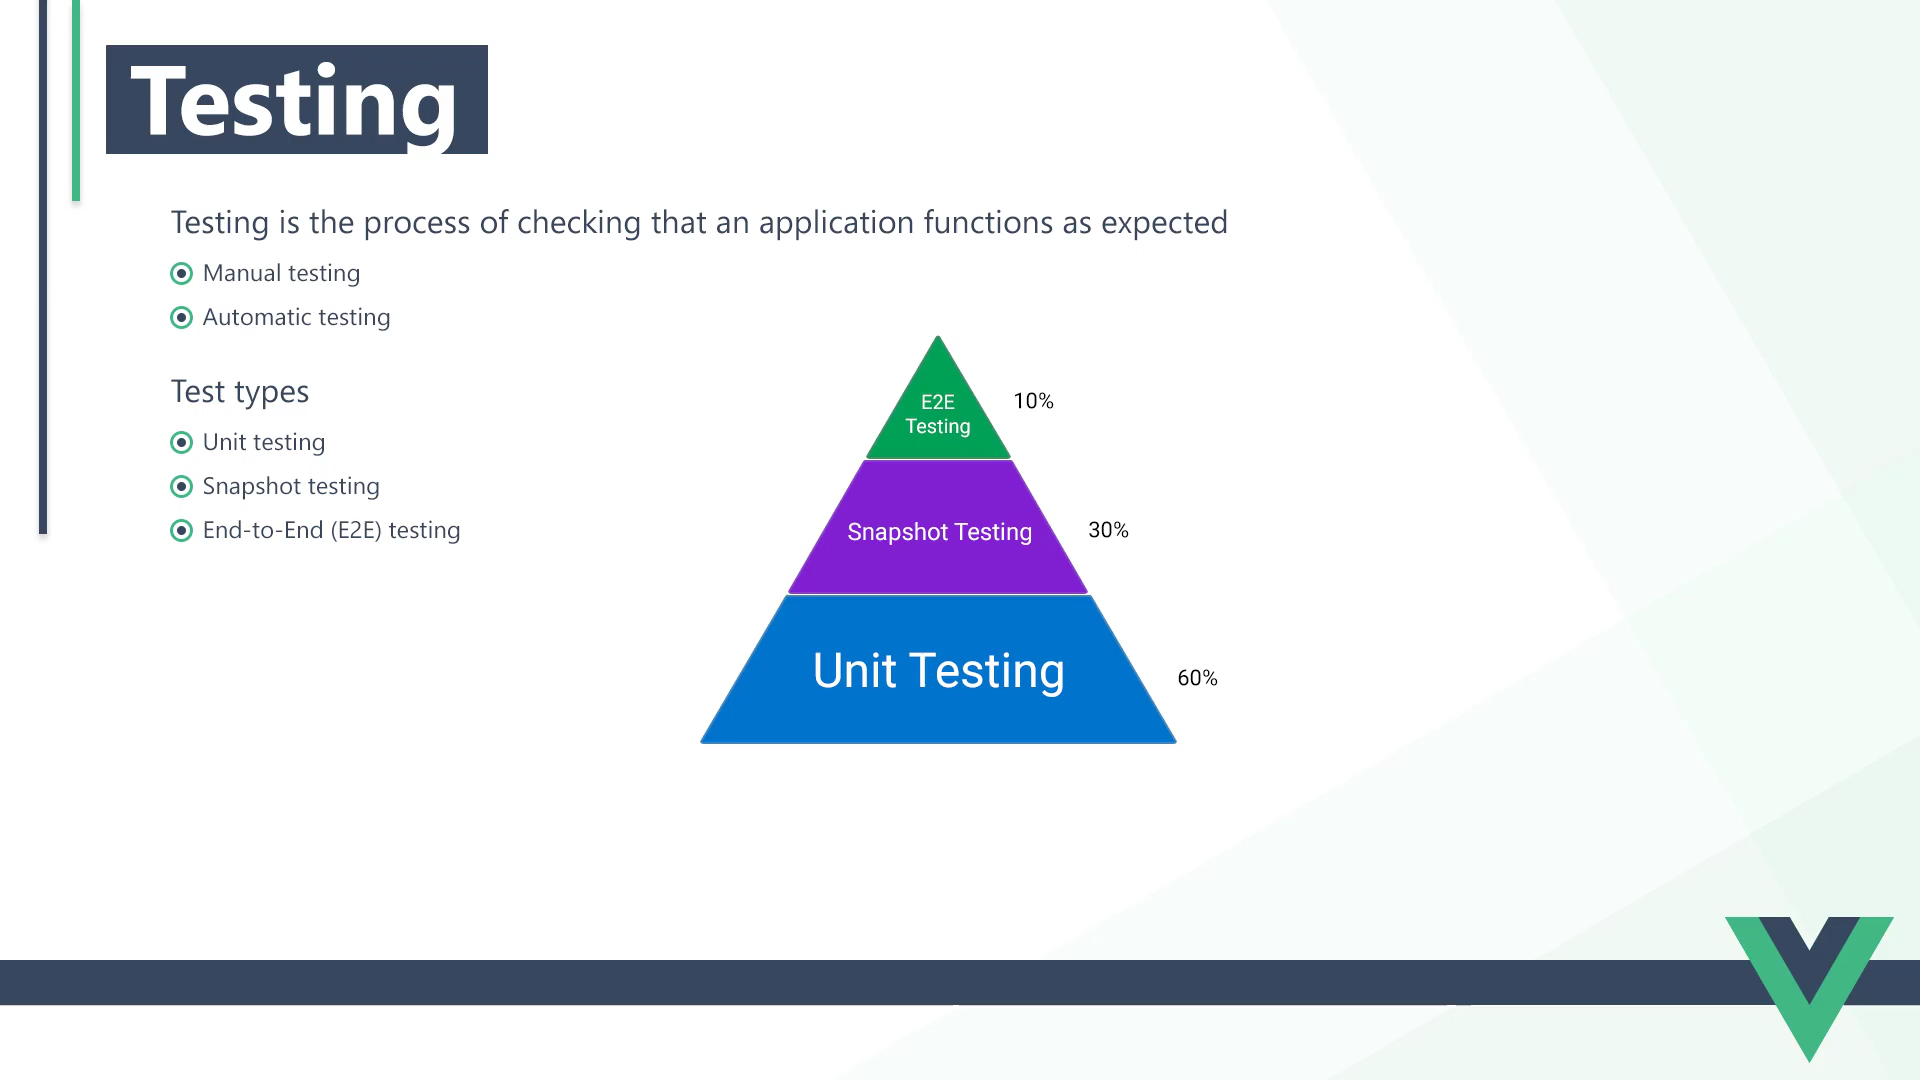 Testing
Testing is the process of checking that an application functions as expected
Manual testing
Automatic testing
Test types
Unit testing
Snapshot testing
End-to-End (E2E) testing
E2E
Testing
10%
Snapshot Testing
30%
Unit Testing
60%